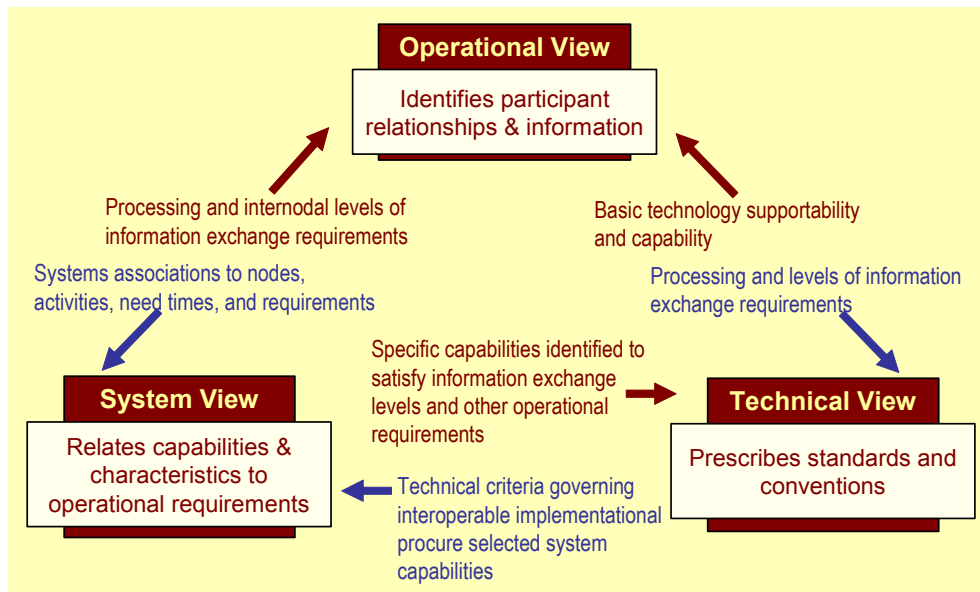 Operational View
Identifies participant
relationships & information
Processing and internodal levels of
information exchange requirements
Basic technology supportability
and capability
Systems associations to nodes,
activities, need times, and requirements
Processing and levels of information
exchange requirements
Specific capabilities identified to
satisfy information exchange
levels and other operational
requirements
System View
Relates capabilities &
characteristics to
operational requirements
Technical View
Prescribes standards and
conventions
Technical criteria governing
interoperable implementational
procure selected system
capabilities